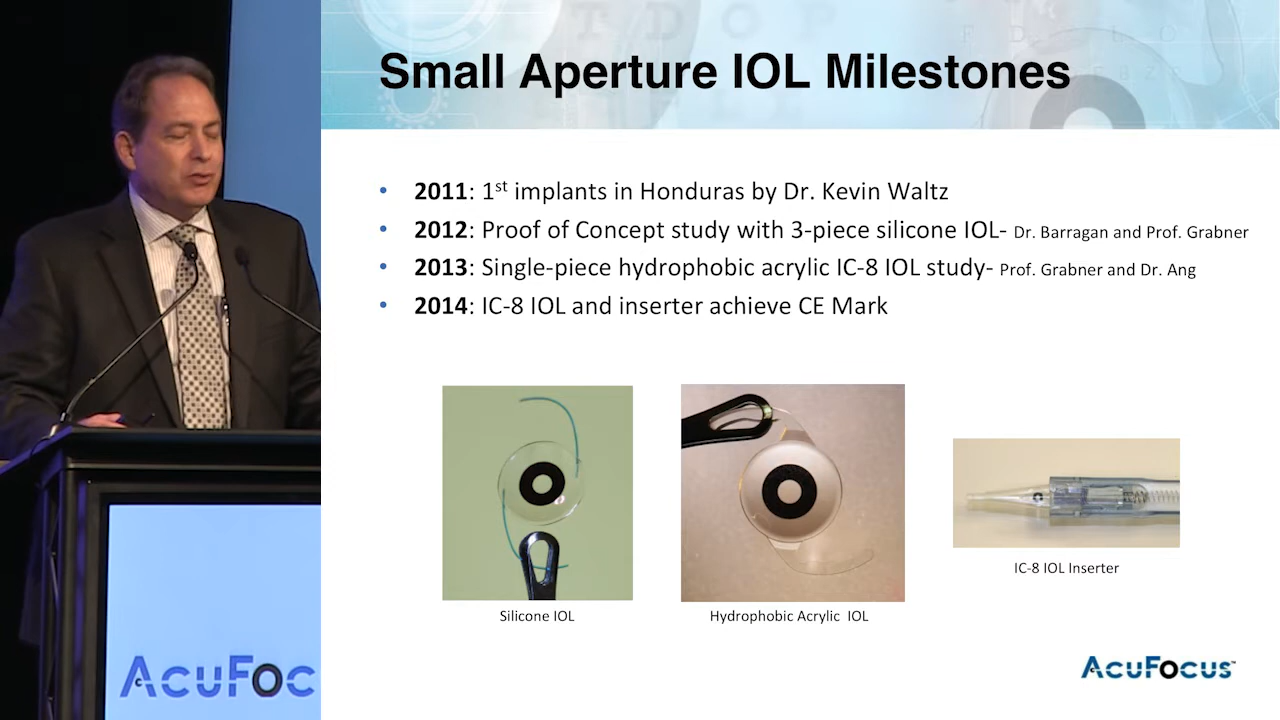 Small Aperture IOL Milestones
• 2011: 1st implants in Honduras by Dr. Kevin Waltz
• 2012: Proof of Concept study with 3-piece silicone IOL- Dr. Barragan and Prof. Grabner
• 2013: Single-piece hydrophobic acrylic IC-8 IOL study- Prof. Grabner and Dr. Ang
• 2014: IC-8 IOL and inserter achieve CE Mark
IC-8 IOL Inserter
Silicone IOL
Hydrophobic Acrylic IOL
AcuFocus™
AcuFoc